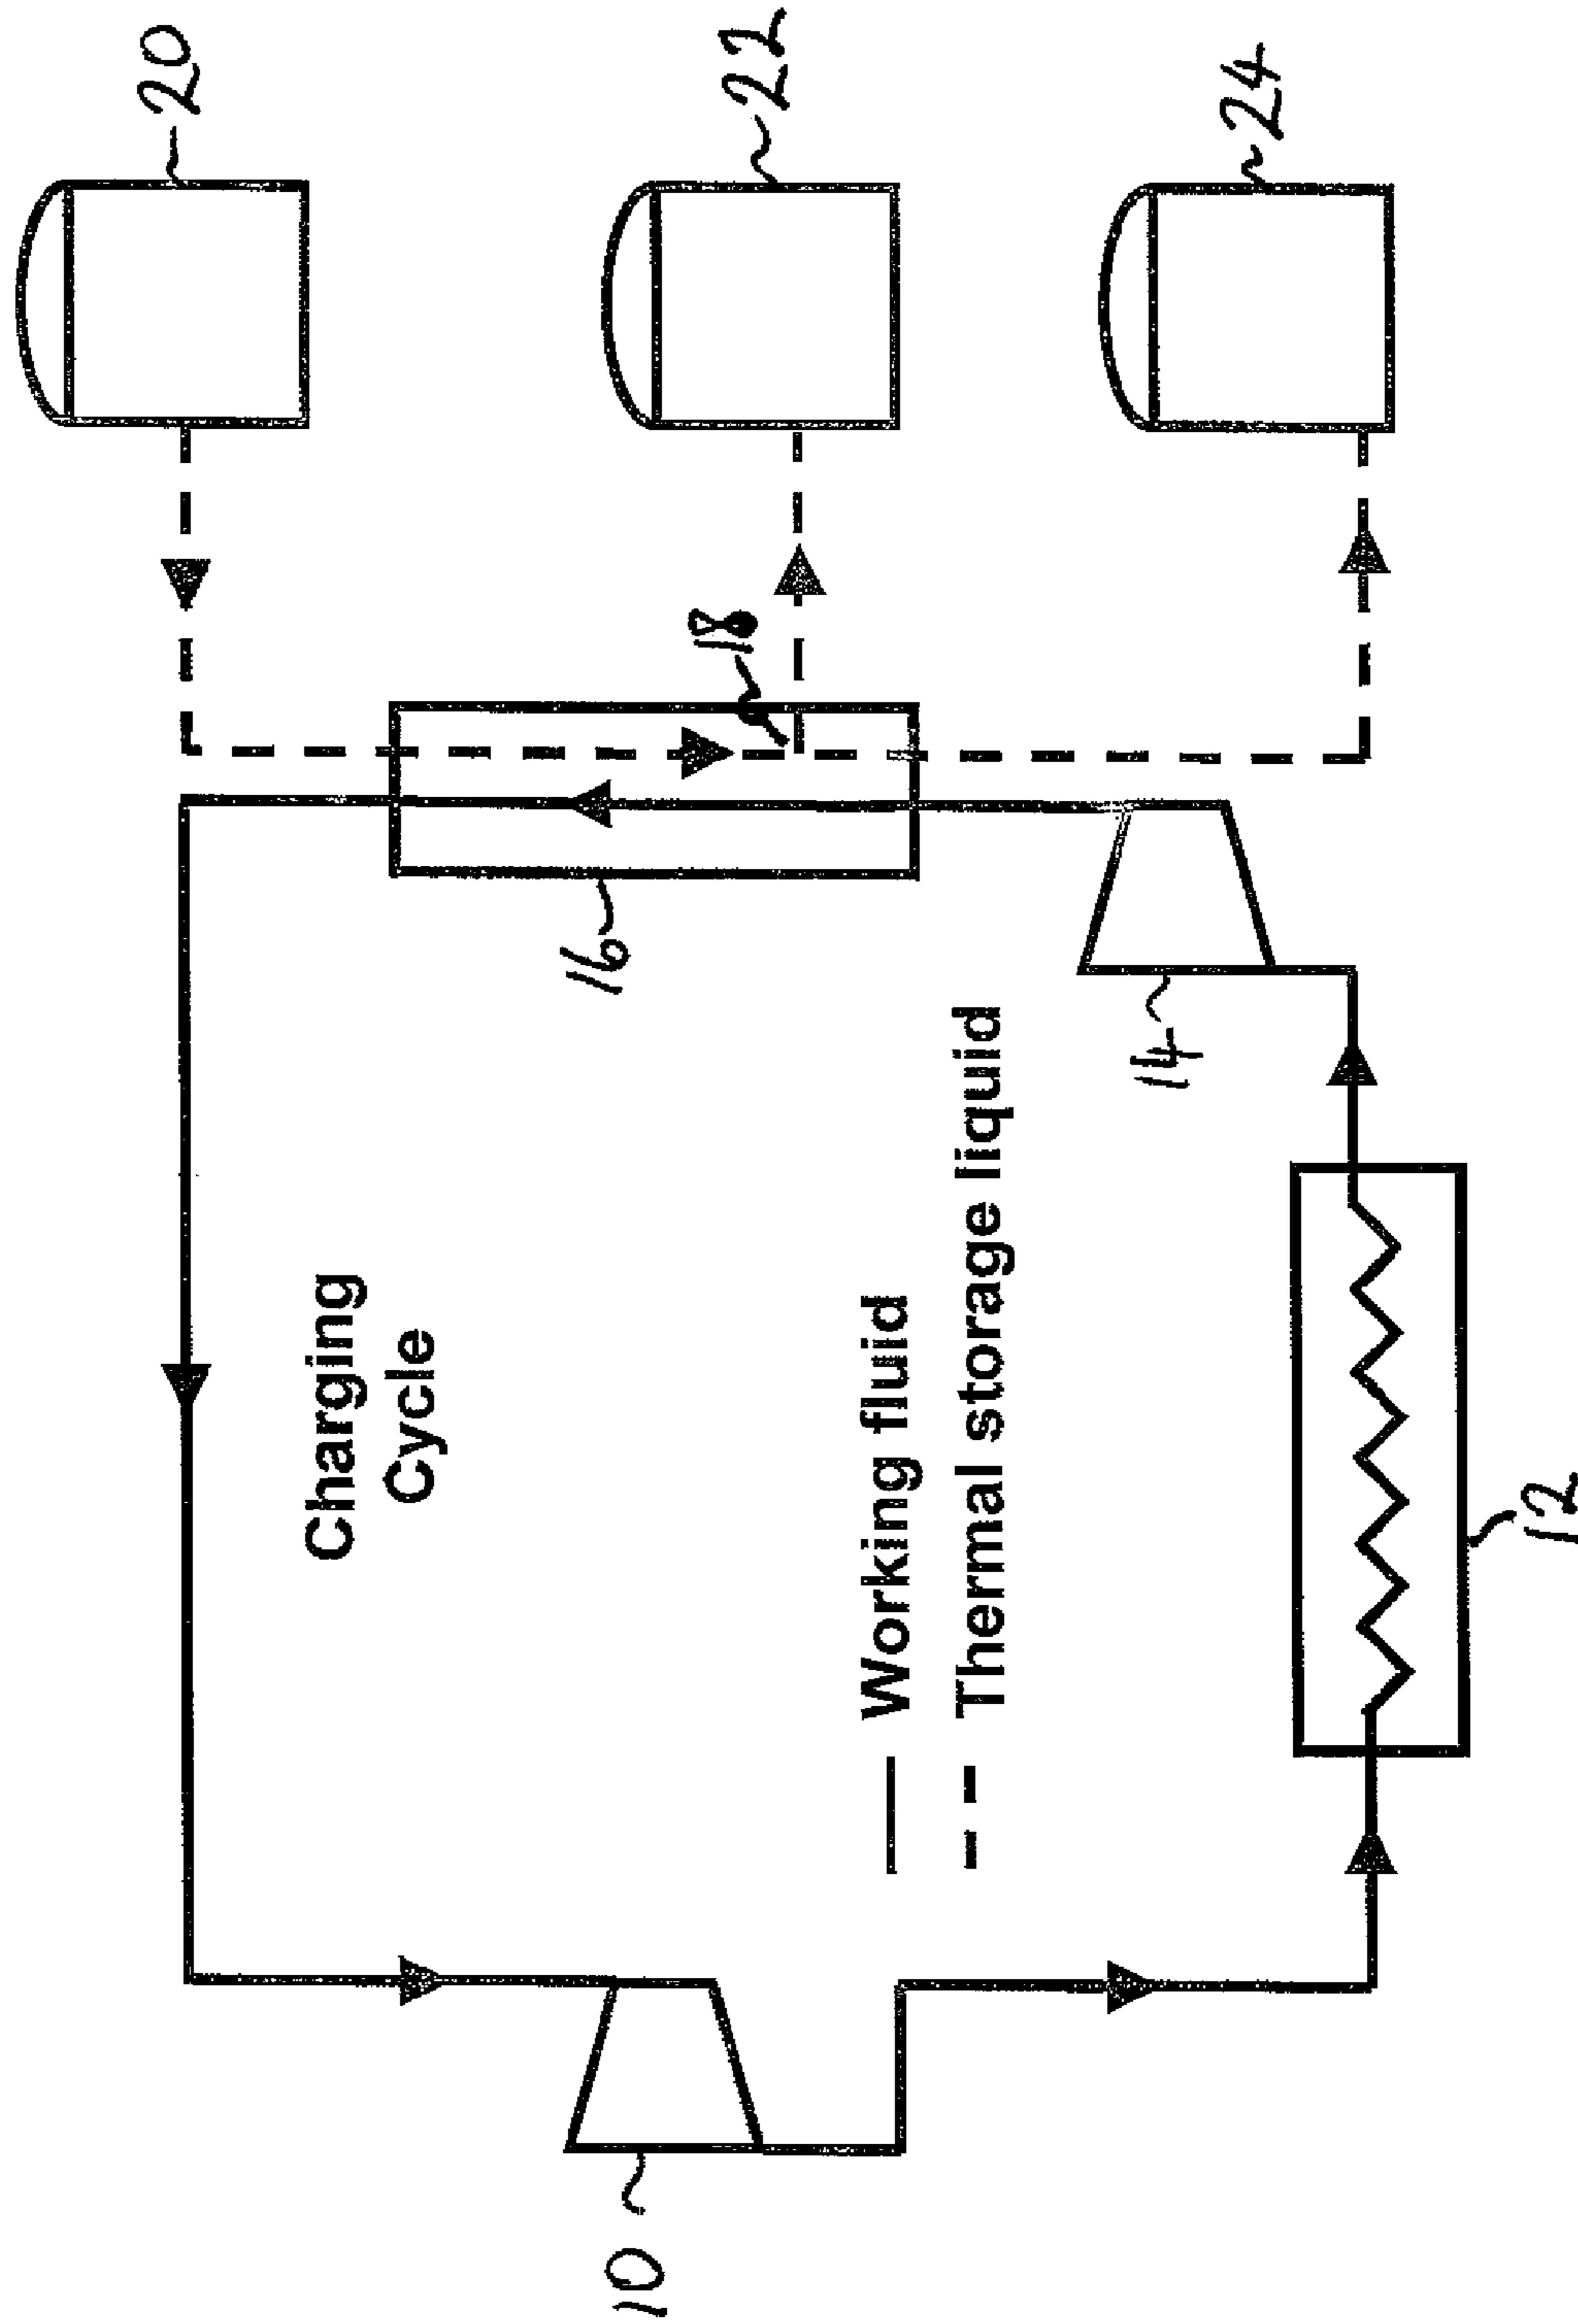 Charging
Cycle
Working fluid
Thermal storage liquid
10
12
14
16
18
20
22
24